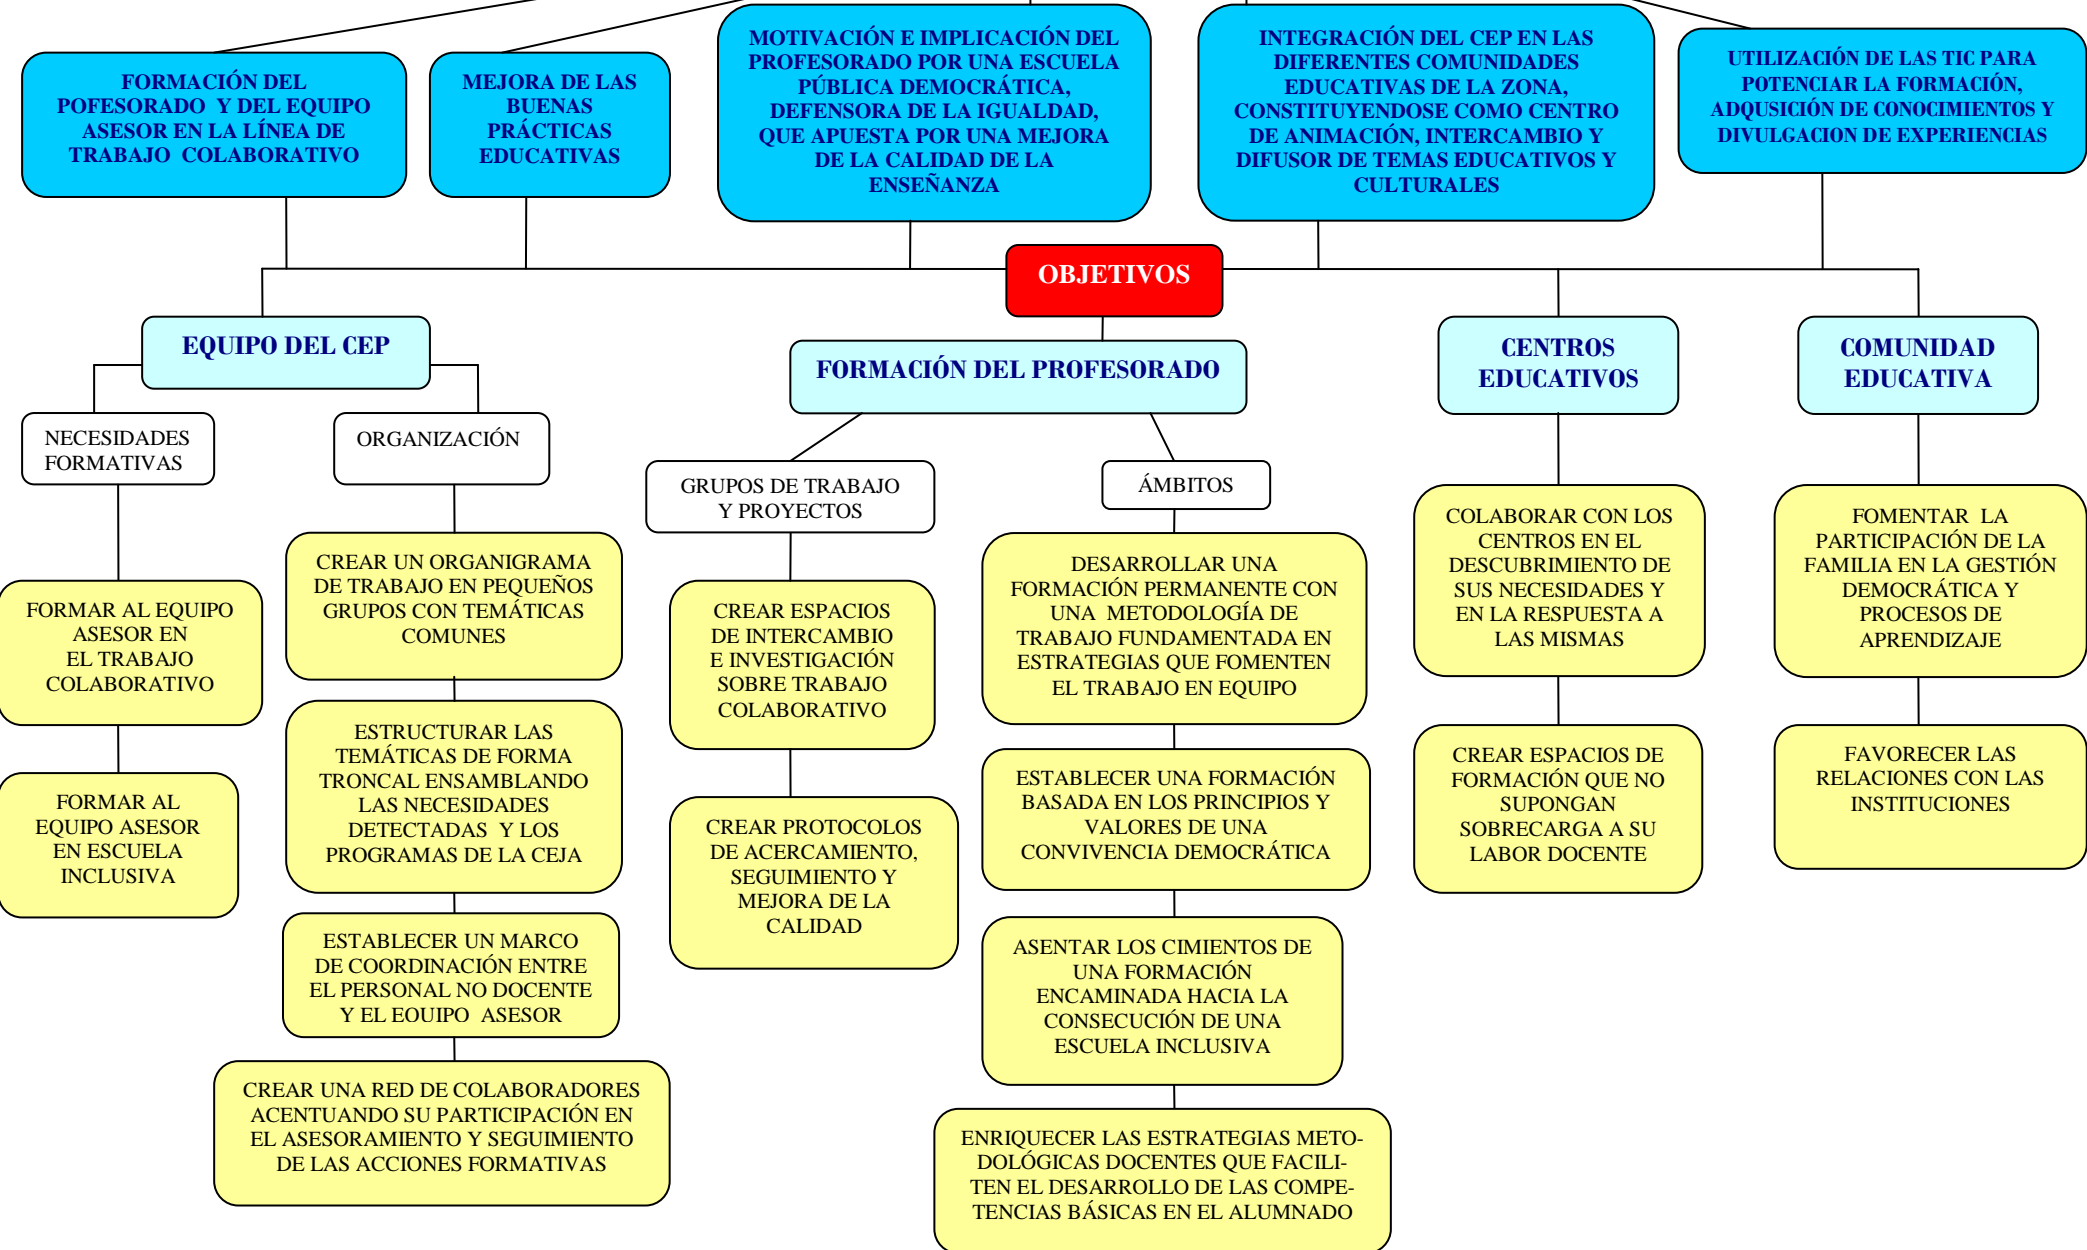 FORMACIÓN DEL
POFESORADO Y DEL EQUIPO
ASESOR EN LA LÍNEA DE
TRABAJO COLABORATIVO
MEJORA DE LAS
BUENAS
PRÁCTICAS
EDUCATIVAS
MOTIVACIÓN E IMPLICACIÓN DEL
PROFESORADO POR UNA ESCUELA
PÚBLICA DEMOCRÁTICA,
DEFENSORA DE LA IGUALDAD,
QUE APUESTA POR UNA MEJORA
DE LA CALIDAD DE LA
ENSEÑANZA
INTEGRACIÓN DEL CEP EN LAS
DIFERENTES COMUNIDADES
EDUCATIVAS DE LA ZONA,
CONSTITUYENDOSE COMO CENTRO
DE ANIMACIÓN, INTERCAMBIO Y
DIFUSOR DE TEMAS EDUCATIVOS Y
CULTURALES
UTILIZACIÓN DE LAS TIC PARA
POTENCIAR LA FORMACIÓN,
ADQUSICIÓN DE CONOCIMIENTOS Y
DIVULGACION DE EXPERIENCIAS
OBJETIVOS
EQUIPO DEL CEP
NECESIDADES
FORMATIVAS
FORMAR AL EQUIPO
ASESOR EN
EL TRABAJO
COLABORATIVO
FORMAR AL
EQUIPO ASESOR
EN ESCUELA
INCLUSIVA
ORGANIZACIÓN
CREAR UN ORGANIGRAMA
DE TRABAJO EN PEQUEÑOS
GRUPOS CON TEMÁTICAS
COMUNES
ESTRUCTURAR LAS
TEMÁTICAS DE FORMA
TRONCAL ENSAMBLANDO
LAS NECESIDADES
DETECTADAS Y LOS
PROGRAMAS DE LA CEJA
ESTABLECER UN MARCO
DE COORDINACIÓN ENTRE
EL PERSONAL NO DOCENTE
Y EL EQUIPO ASESOR
CREAR UNA RED DE COLABORADORES
ACENTUANDO SU PARTICIPACIÓN EN
EL ASESORAMIENTO Y SEGUIMIENTO
DE LAS ACCIONES FORMATIVAS
FORMACIÓN DEL PROFESORADO
GRUPOS DE TRABAJO
Y PROYECTOS
CREAR ESPACIOS
DE INTERCAMBIO
E INVESTIGACIÓN
SOBRE TRABAJO
COLABORATIVO
CREAR PROTOCOLOS
DE ACERCAMIENTO,
SEGUIMIENTO Y
MEJORA DE LA
CALIDAD
ÁMBITOS
DESARROLLAR UNA
FORMACIÓN PERMANENTE CON
UNA METODOLOGÍA DE
TRABAJO FUNDAMENTADA EN
ESTRATEGIAS QUE FOMENTEN
EL TRABAJO EN EQUIPO
ESTABLECER UNA FORMACIÓN
BASADA EN LOS PRINCIPIOS Y
VALORES DE UNA
CONVIVENCIA DEMOCRÁTICA
ASENTAR LOS CIMIENTOS DE
UNA FORMACIÓN
ENCAMINADA HACIA LA
CONSECUCIÓN DE UNA
ESCUELA INCLUSIVA
ENRIQUECER LAS ESTRATEGIAS METO-
DOLÓGICAS DOCENTES QUE FACILI-
TEN EL DESARROLLO DE LAS COMPE-
TENCIAS BÁSICAS EN EL ALUMNADO
CENTROS
EDUCATIVOS
COLABORAR CON LOS
CENTROS EN EL
DESCUBRIMIENTO DE
SUS NECESIDADES Y
EN LA RESPUESTA A
LAS MISMAS
CREAR ESPACIOS DE
FORMACIÓN QUE NO
SUPONGAN
SOBRECARGA A SU
LABOR DOCENTE
COMUNIDAD
EDUCATIVA
FOMENTAR LA
PARTICIPACIÓN DE LA
FAMILIA EN LA GESTIÓN
DEMOCRÁTICA Y
PROCESOS DE
APRENDIZAJE
FAVORECER LAS
RELACIONES CON LAS
INSTITUCIONES